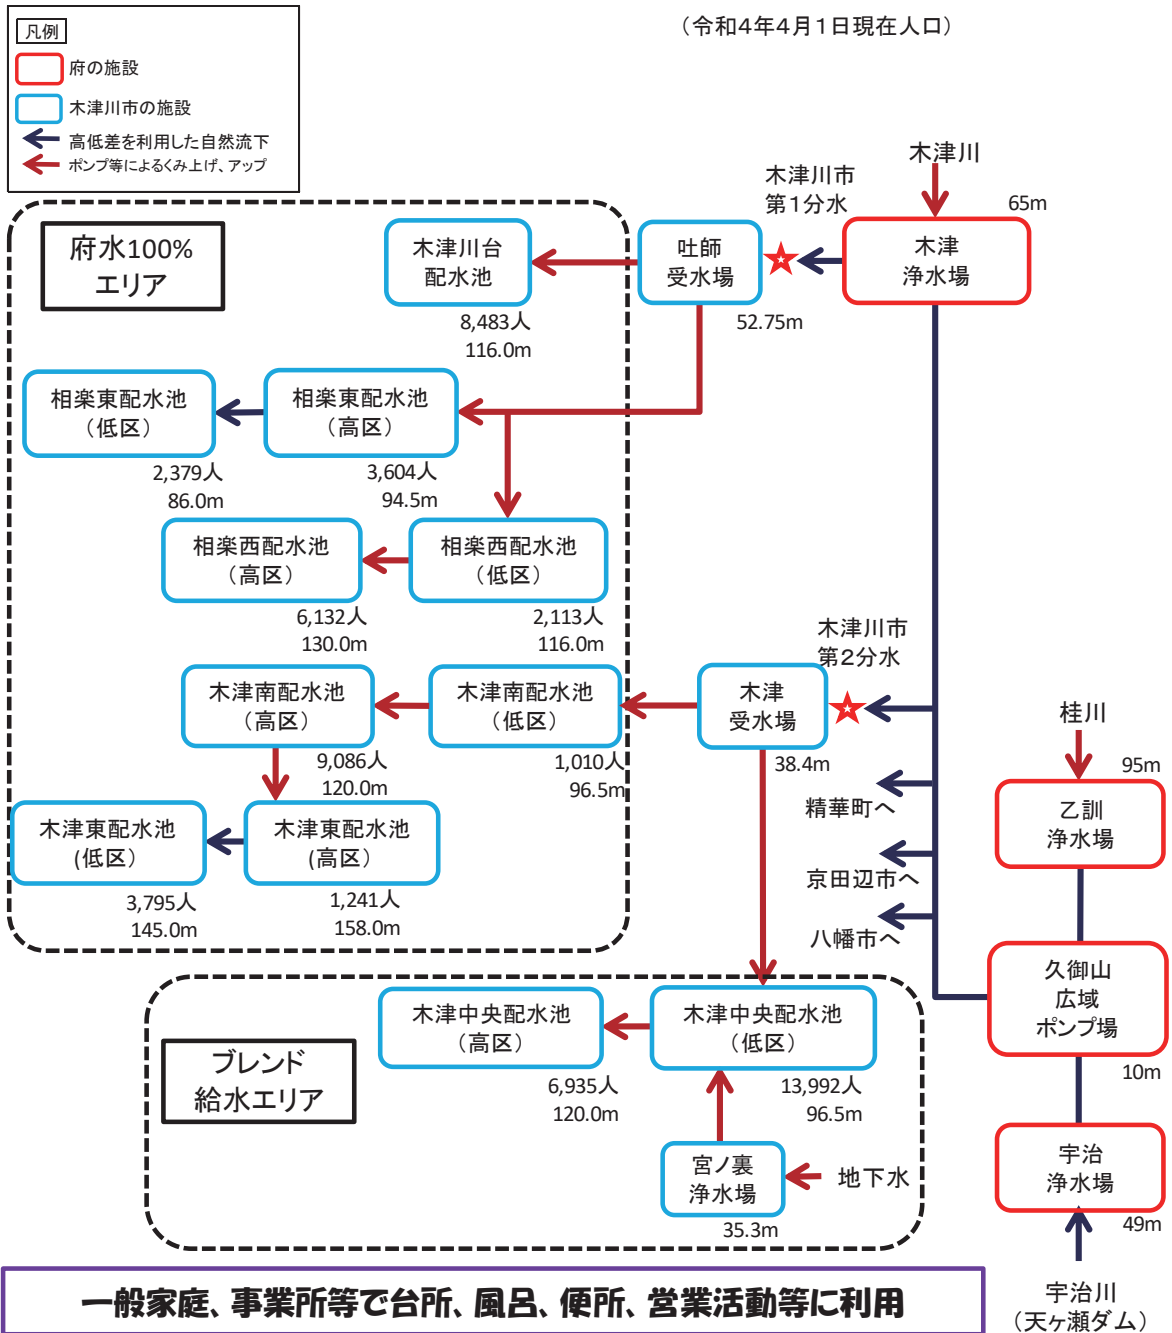 凡例
府の施設
木津川市の施設
高低差を利用した自然流下
ポンプ等によるくみ上げ、アップ
（令和4年4月1日現在人口）
木津川
木津川市
第1分水
65m
木津
浄水場
吐師
受水場
52.75m
府水100%
エリア
木津川台
配水池
8,483人
116.0m
相楽東配水池
（低区）
2,379人
86.0m
相楽東配水池
（高区）
3,604人
94.5m
相楽西配水池
（高区）
6,132人
130.0m
相楽西配水池
（低区）
2,113人
116.0m
木津川市
第2分水
木津南配水池
（高区）
9,086人
120.0m
木津南配水池
（低区）
1,010人
96.5m
木津
受水場
38.4m
木津東配水池
(低区）
3,795人
145.0m
木津東配水池
(高区）
1,241人
158.0m
精華町へ
京田辺市へ
八幡市へ
桂川
95m
乙訓
浄水場
久御山
広域
ポンプ場
10m
宇治
浄水場
49m
宇治川
（天ヶ瀬ダム）
ブレンド
給水エリア
木津中央配水池
（高区）
6,935人
120.0m
木津中央配水池
（低区）
13,992人
96.5m
宮ノ裏
浄水場
35.3m
地下水
一般家庭、事業所等で台所、風呂、便所、営業活動等に利用